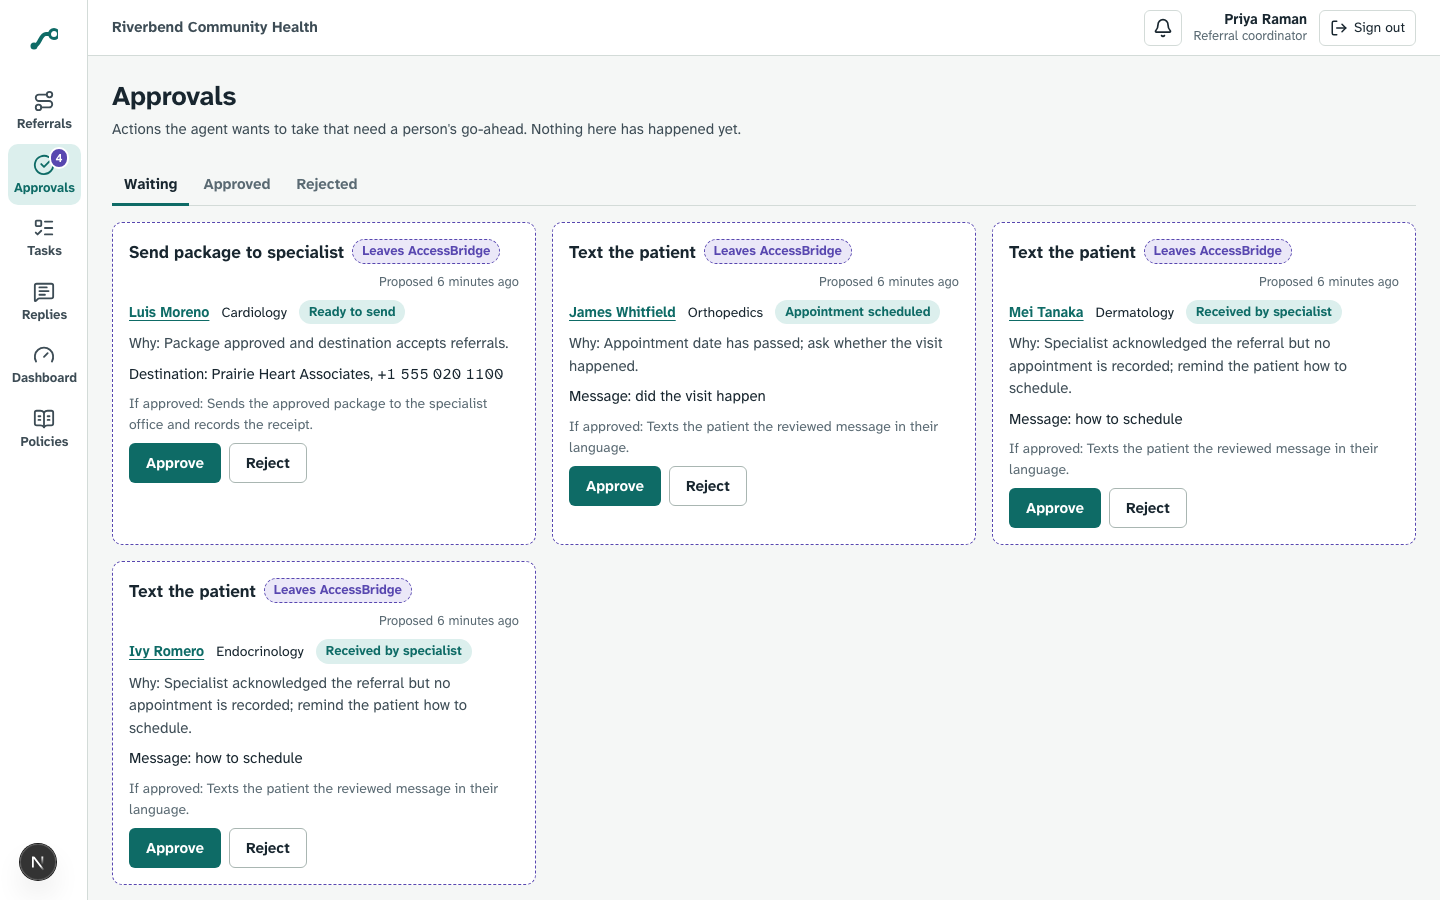 Riverbend Community Health
Priya Raman
Referral coordinator
Sign out
Referrals
4
Approvals
Tasks
Replies
Dashboard
Policies
N
Approvals
Actions the agent wants to take that need a person's go-ahead. Nothing here has happened yet.
Waiting Approved Rejected
Send package to specialist Leaves AccessBridge
Proposed 6 minutes ago
Luis Moreno Cardiology Ready to send
Why: Package approved and destination accepts referrals.
Destination: Prairie Heart Associates, +1 555 020 1100
If approved: Sends the approved package to the specialist
office and records the receipt.
Approve Reject
Text the patient Leaves AccessBridge
Proposed 6 minutes ago
James Whitfield Orthopedics Appointment scheduled
Why: Appointment date has passed; ask whether the visit
happened.
Message: did the visit happen
If approved: Texts the patient the reviewed message in their
language.
Approve Reject
Text the patient Leaves AccessBridge
Proposed 6 minutes ago
Mei Tanaka Dermatology Received by specialist
Why: Specialist acknowledged the referral but no
appointment is recorded; remind the patient how to
schedule.
Message: how to schedule
If approved: Texts the patient the reviewed message in their
language.
Approve Reject
Text the patient Leaves AccessBridge
Proposed 6 minutes ago
Ivy Romero Endocrinology Received by specialist
Why: Specialist acknowledged the referral but no
appointment is recorded; remind the patient how to
schedule.
Message: how to schedule
If approved: Texts the patient the reviewed message in their
language.
Approve Reject